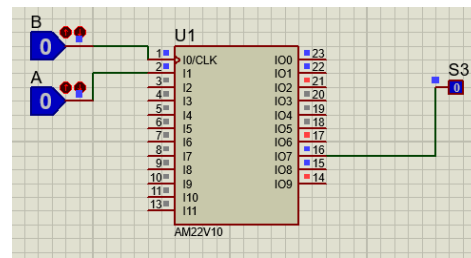 B
0
A
0
U1
1 I0/CLK IO0 23
2 I1 IO1 22
3 I2 IO2 21
4 I3 IO3 20
5 I4 IO4 19
6 I5 IO5 18
7 I6 IO6 17
8 I7 IO7 16
9 I8 IO8 15
10 I9 IO9 14
11 I10
13 I11
AM22V10
S3
0